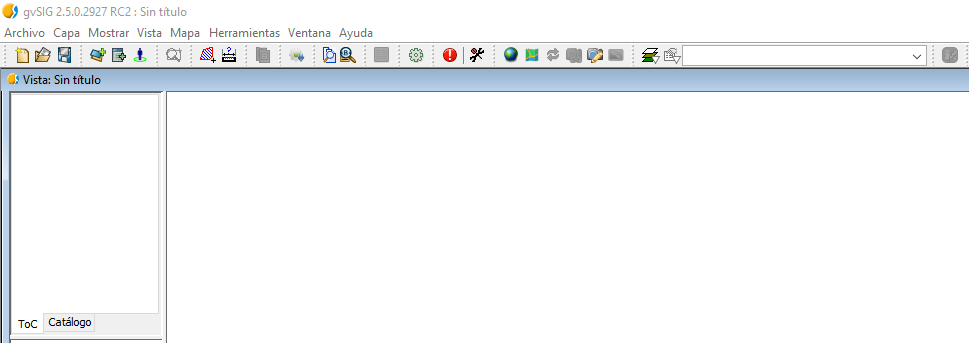 gvSIG 2.5.0.2927 RC2 : Sin título
Archivo Capa Mostrar Vista Mapa Herramientas Ventana Ayuda
Vista: Sin título
ToC Catálogo